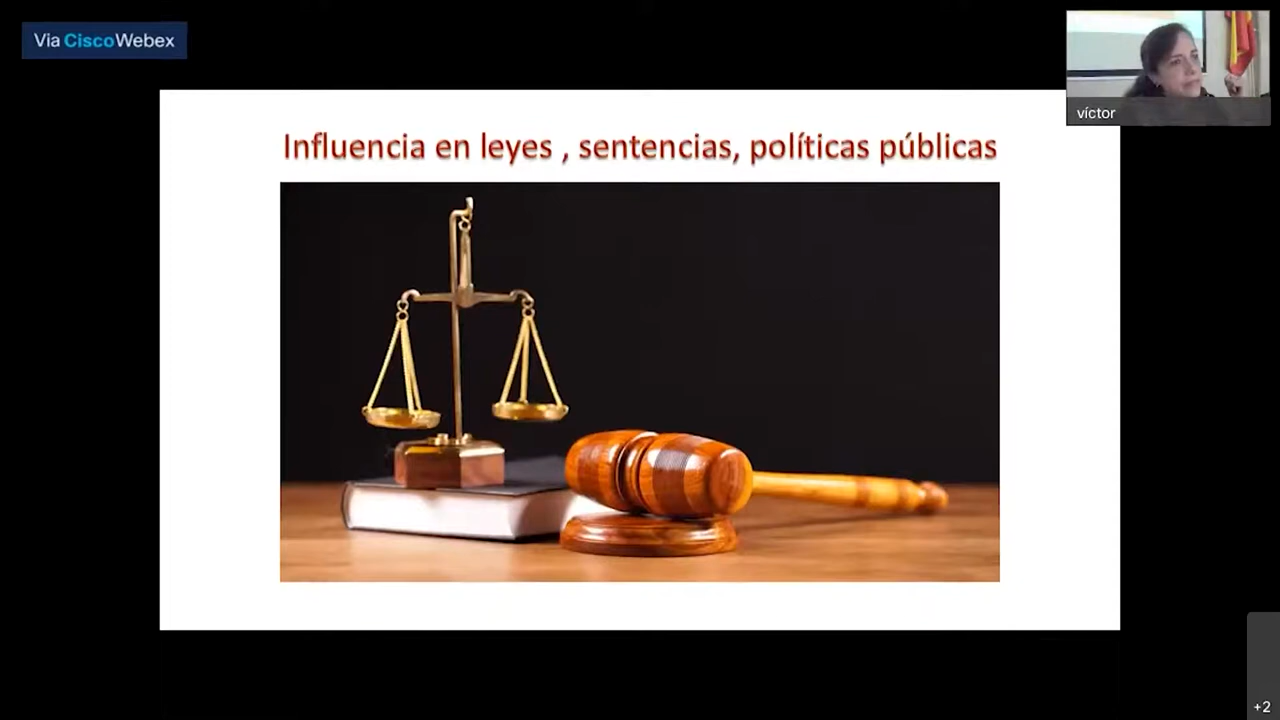 Via CiscoWebex
víctor
Influencia en leyes , sentencias, políticas públicas
+2